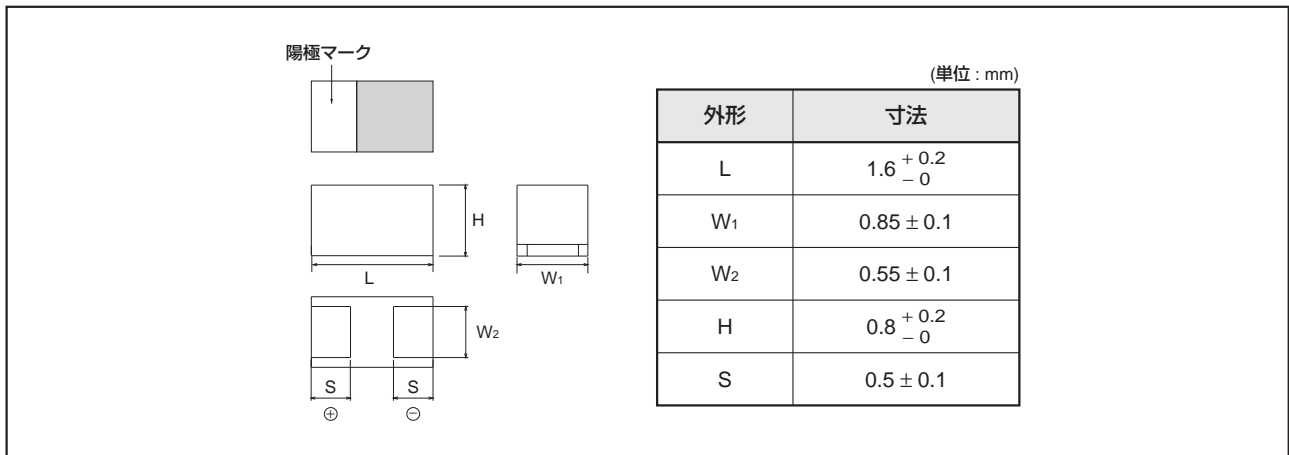 陽極マーク
H
L
W1
W2
S S
⊕ ⊖
(単位 : mm)
外形 寸法
L 1.6 + 0.2 − 0
W1 0.85 ± 0.1
W2 0.55 ± 0.1
H 0.8 + 0.2 − 0
S 0.5 ± 0.1